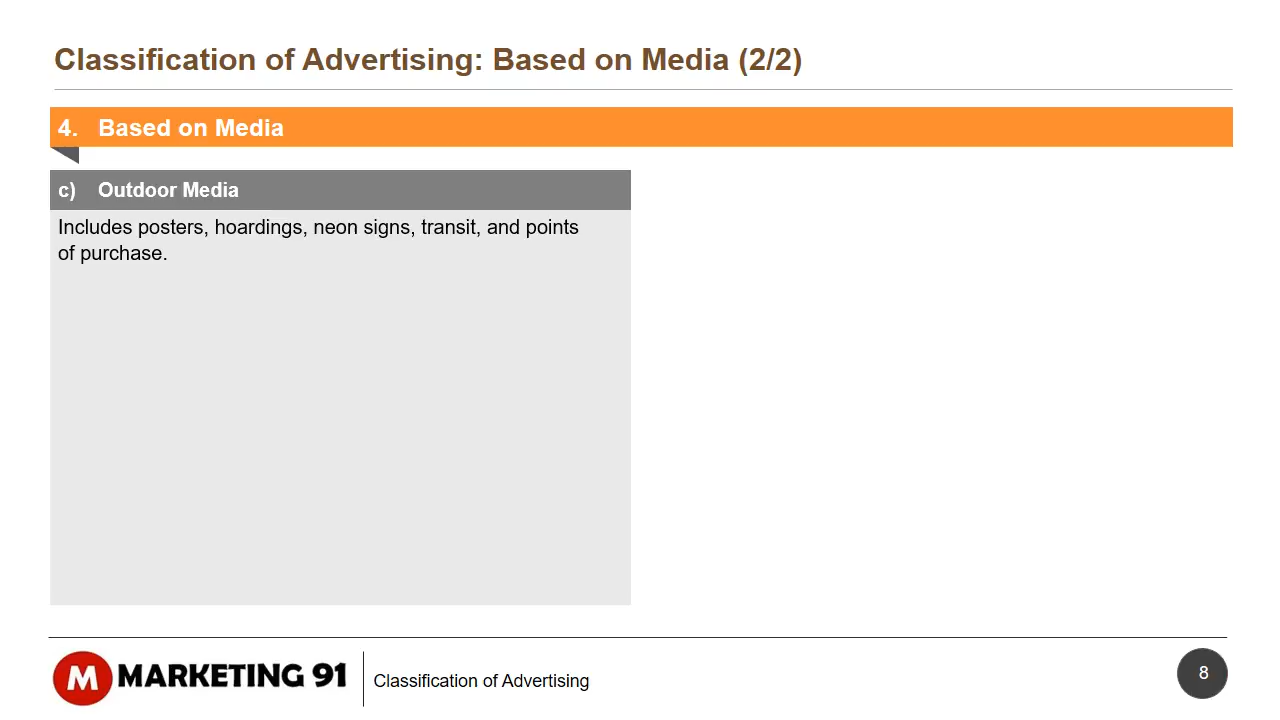 Classification of Advertising: Based on Media (2/2)
4. Based on Media
c) Outdoor Media
Includes posters, hoardings, neon signs, transit, and points
of purchase.
M MARKETING 91
Classification of Advertising
8